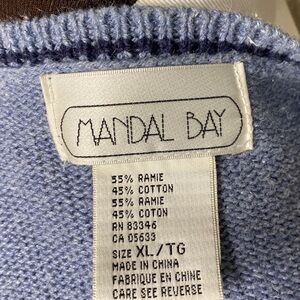 MANDAL BAY
55% RAMIE
45% COTTON
55% RAMIE
45% COTON
RN 83346
CA 05633
SIZE XL/TG
MADE IN CHINA
FABRIQUE EN CHINE
CARE SEE REVERSE